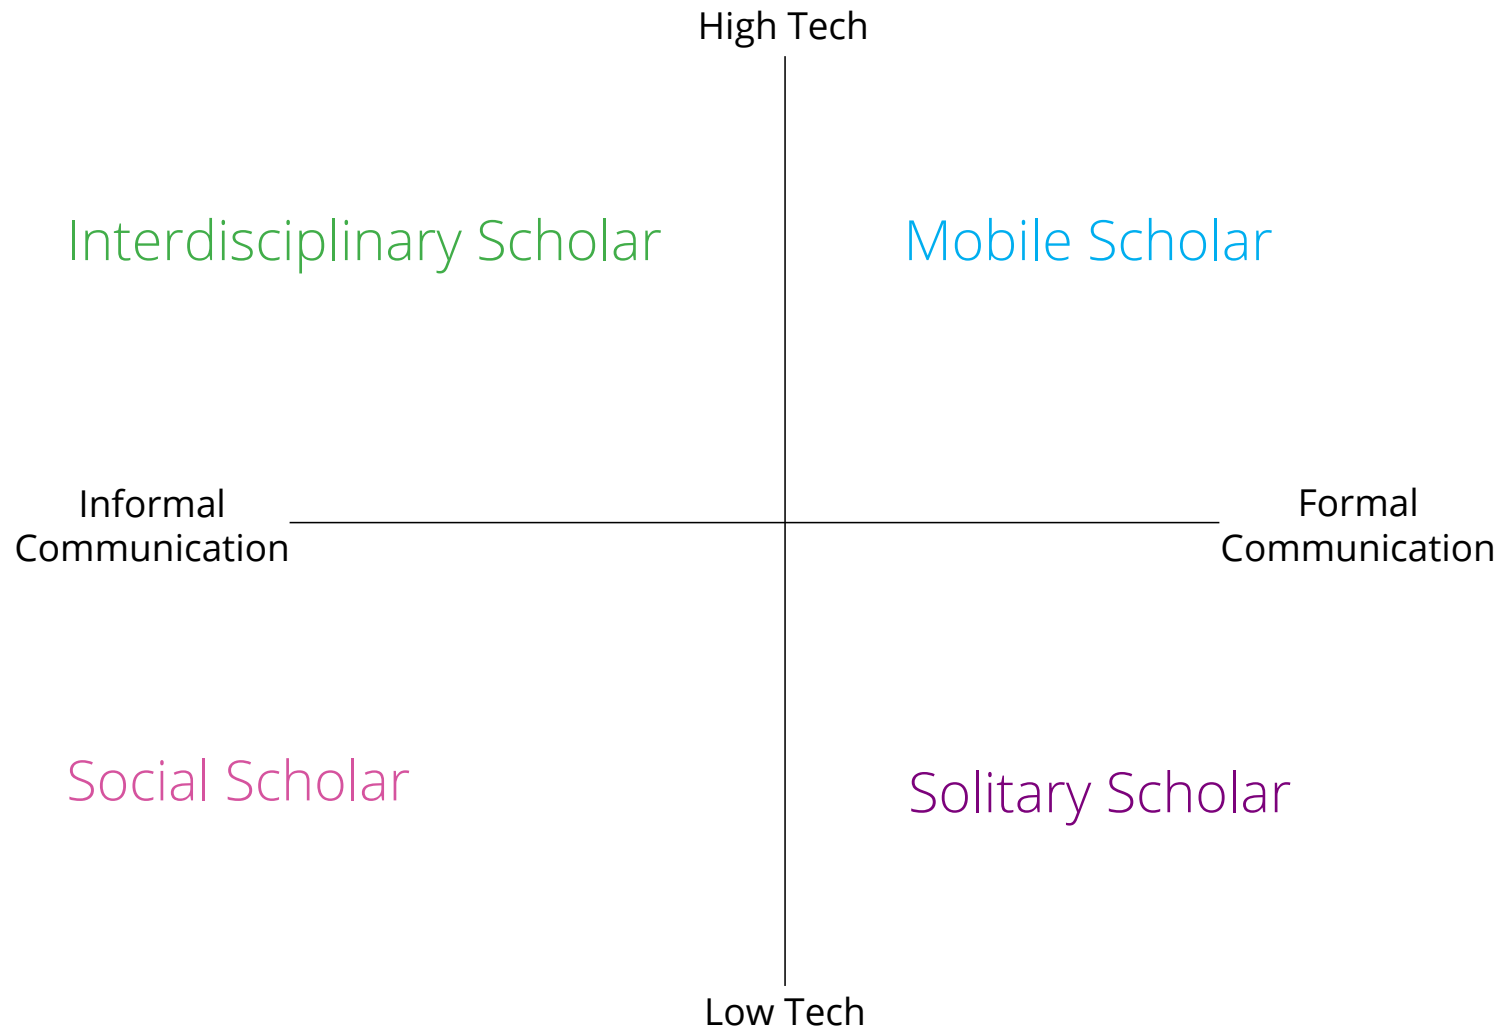 High Tech
Interdisciplinary Scholar
Mobile Scholar
Informal
Communication
Formal
Communication
Social Scholar
Solitary Scholar
Low Tech